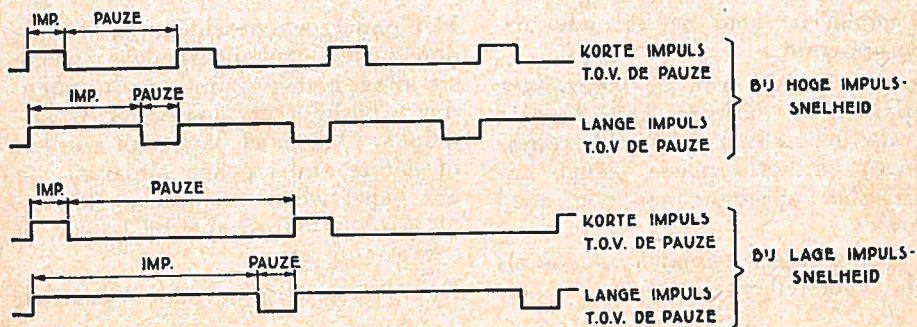 IMP. PAUZE
KORTE IMPULS
T.O.V. DE PAUZE
IMP. PAUZE
LANGE IMPULS
T.O.V DE PAUZE
BIJ HOGE IMPULS-
SNELHEID
IMP. PAUZE
KORTE IMPULS
T.O.V. DE PAUZE
IMP. PAUZE
LANGE IMPULS
T.O.V. DE PAUZE
BIJ LAGE IMPULS-
SNELHEID